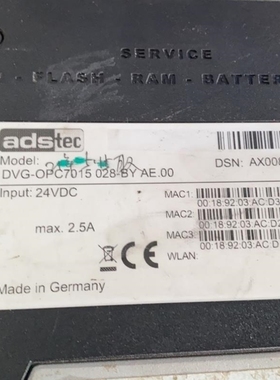 SERVICE
- FLASH - RAM - BATTER
adstec
Model:
DVG-OPC7015 028-BY AE.00
DSN: AX00
Input: 24VDC
max. 2.5A
MAC1:
00:18:92:03:AC:D3
MAC2:
00:18:92:03:AC:D
MAC3:
00:18:92:03:AC:D
WLAN:
Made in Germany
CE